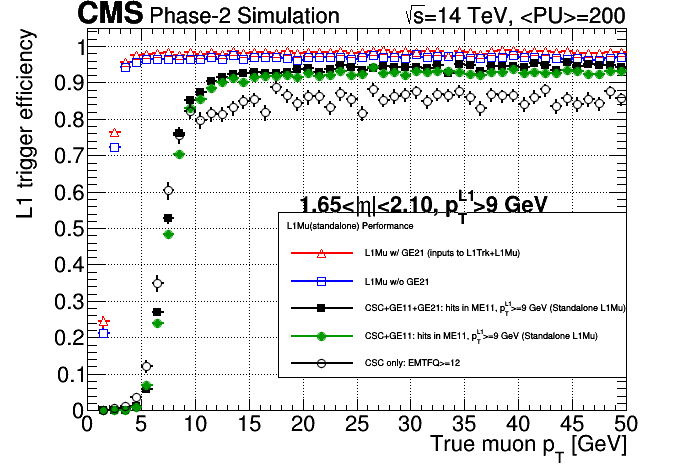 CMS Phase-2 Simulation √s=14 TeV, <PU>=200
L1 trigger efficiency
1
0.9
0.8
0.7
0.6
0.5
0.4
0.3
0.2
0.1
0
1.65<|η|<2.10, p_T^L1>9 GeV
L1Mu(standalone) Performance
L1Mu w/ GE21 (inputs to L1Trk+L1Mu)
L1Mu w/o GE21
CSC+GE11+GE21: hits in ME11, p_T^L1>=9 GeV (Standalone L1Mu)
CSC+GE11: hits in ME11, p_T^L1>=9 GeV (Standalone L1Mu)
CSC only: EMTFQ>=12
0 5 10 15 20 25 30 35 40 45 50
True muon p_T [GeV]